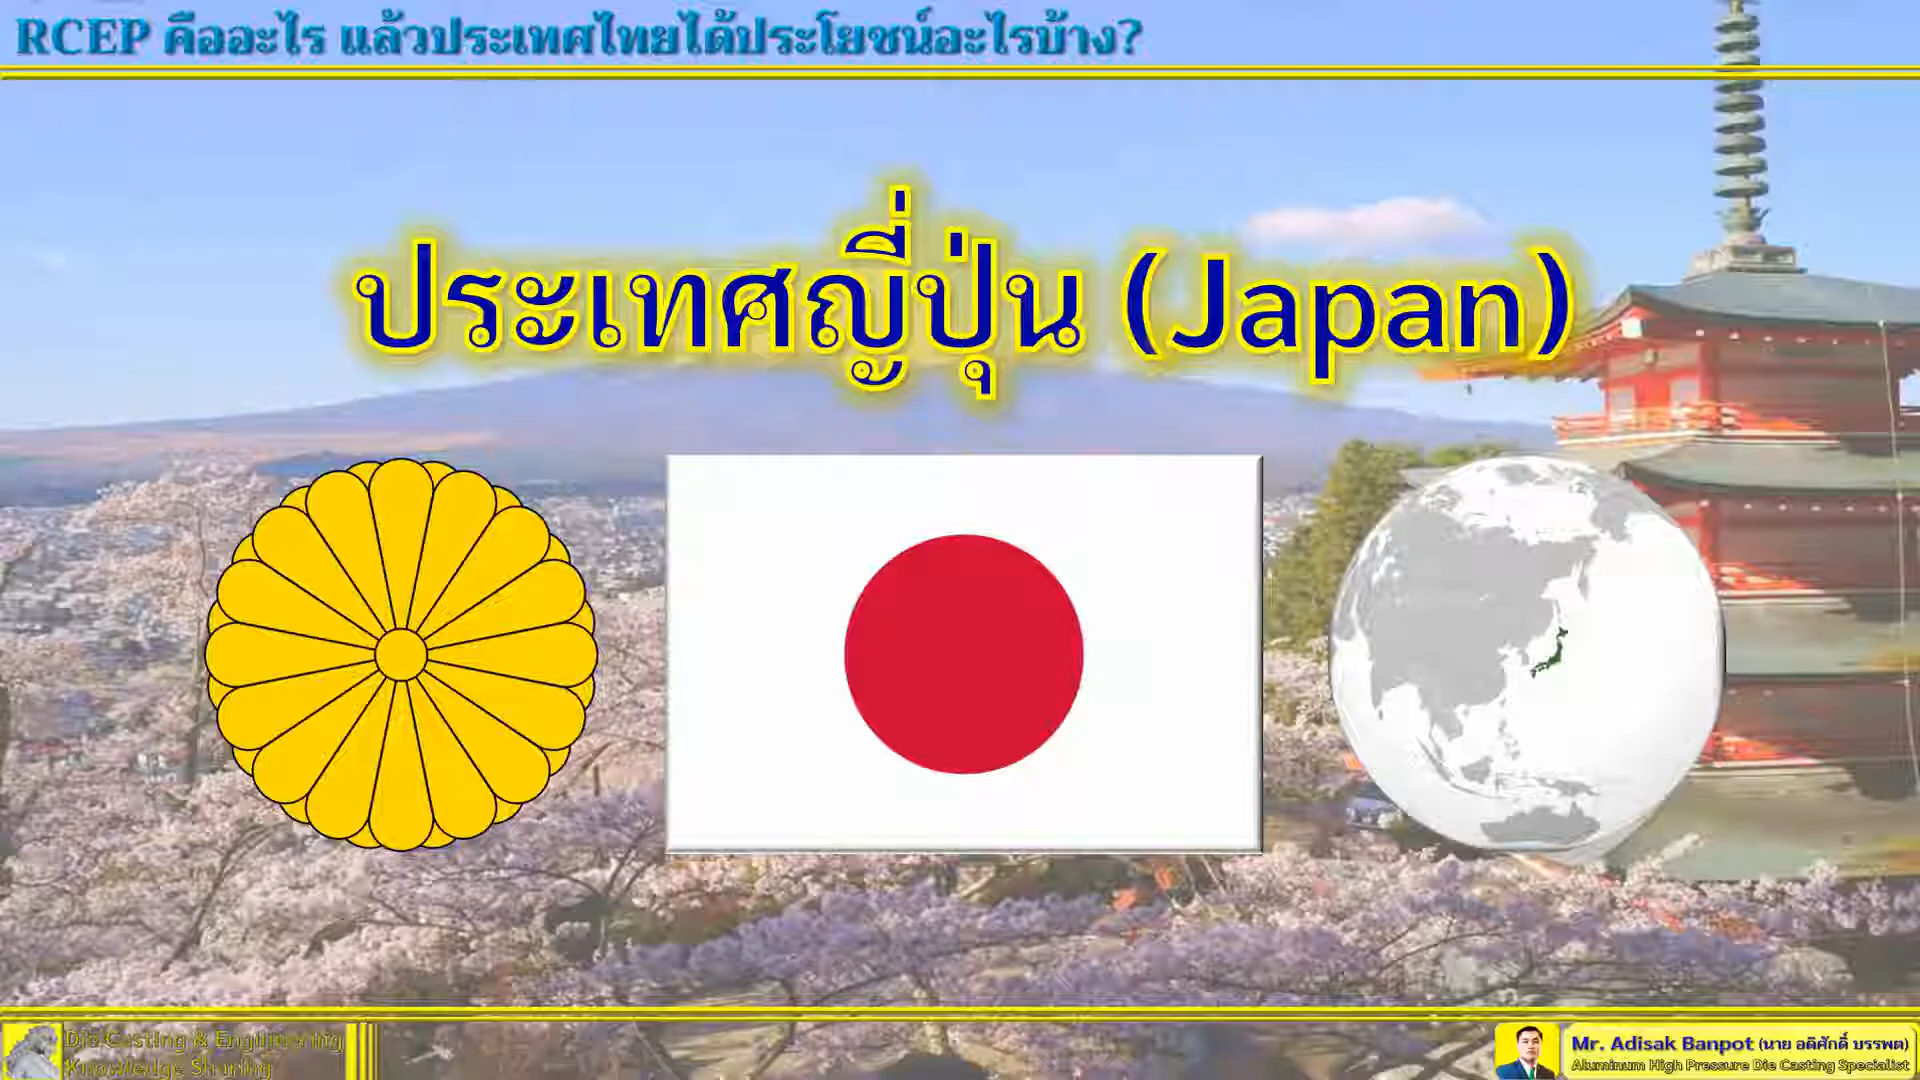 RCEP คืออะไร แล้วประเทศไทยได้ประโยชน์อะไรบ้าง?
ประเทศญี่ปุ่น (Japan)
Die Casting & Engineering
Knowledge Sharing
Mr. Adisak Banpot (นาย อดิศักดิ์ บรรพต)
Aluminum High Pressure Die Casting Specialist